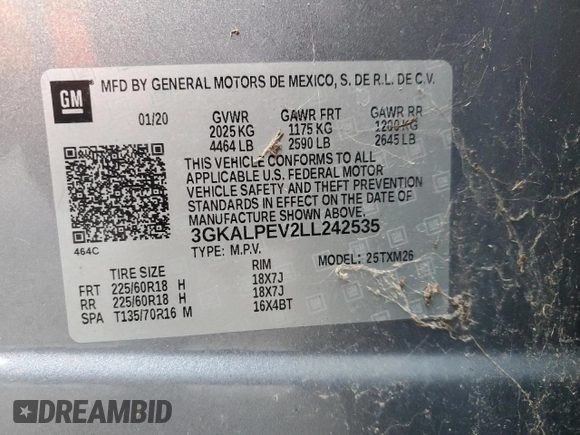 GM
MFD BY GENERAL MOTORS DE MEXICO, S. DE R.L. DE C.V.
01/20 GVWR GAWR FRT GAWR RR
2025 KG 1175 KG 1200 KG
4464 LB 2590 LB 2645 LB
THIS VEHICLE CONFORMS TO ALL
APPLICABLE U.S. FEDERAL MOTOR
VEHICLE SAFETY AND THEFT PREVENTION
STANDARDS IN EFFECT ON THE DATE OF
MANUFACTURE SHOWN ABOVE.
464C 3GKALPEV2LL242535
TYPE: M.P.V. MODEL: 25TXM26
TIRE SIZE RIM
FRT 225/60R18 H 18X7J
RR 225/60R18 H 18X7J
SPA T135/70R16 M 16X4BT
DREAMBID